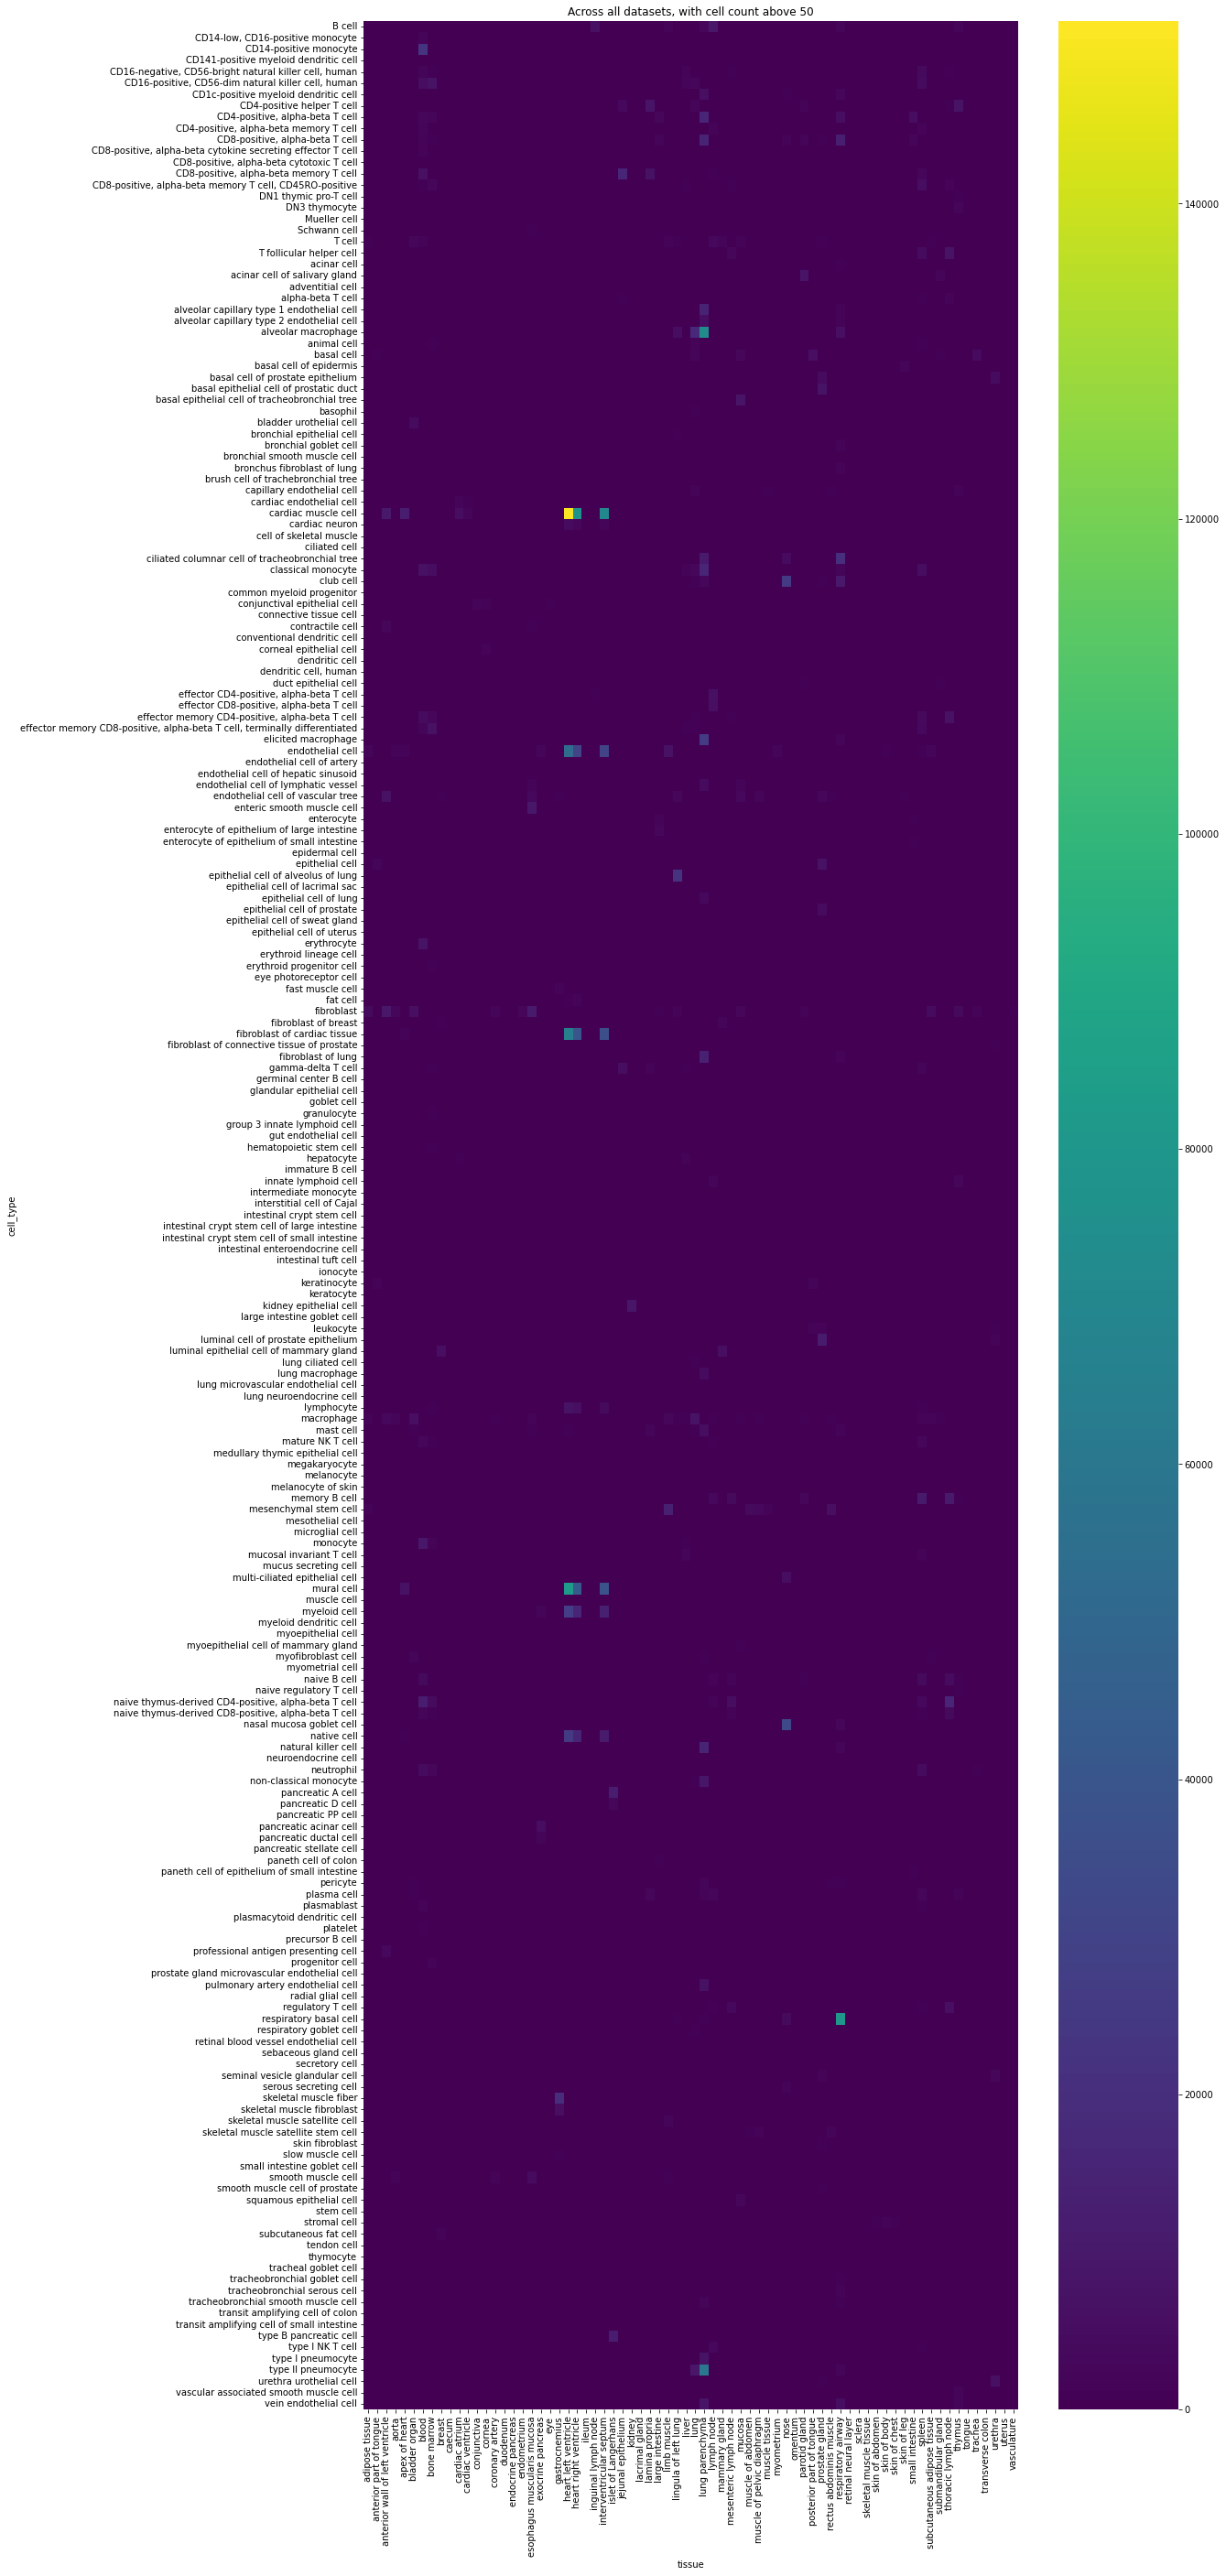 Across all datasets, with cell count above 50
B cell
CD14-low, CD16-positive monocyte
CD14-positive monocyte
CD141-positive myeloid dendritic cell
CD16-negative, CD56-bright natural killer cell, human
CD16-positive, CD56-dim natural killer cell, human
CD1c-positive myeloid dendritic cell
CD4-positive helper T cell
CD4-positive, alpha-beta T cell
CD4-positive, alpha-beta memory T cell
CD8-positive, alpha-beta T cell
CD8-positive, alpha-beta cytokine secreting effector T cell
CD8-positive, alpha-beta cytotoxic T cell
CD8-positive, alpha-beta memory T cell
CD8-positive, alpha-beta memory T cell, CD45RO-positive
DN1 thymic pro-T cell
DN3 thymocyte
Mueller cell
Schwann cell
T cell
T follicular helper cell
acinar cell
acinar cell of salivary gland
adventitial cell
alpha-beta T cell
alveolar capillary type 1 endothelial cell
alveolar capillary type 2 endothelial cell
alveolar macrophage
animal cell
basal cell
basal cell of epidermis
basal cell of prostate epithelium
basal epithelial cell of prostatic duct
basal epithelial cell of tracheobronchial tree
basophil
bladder urothelial cell
bronchial epithelial cell
bronchial goblet cell
bronchial smooth muscle cell
bronchus fibroblast of lung
brush cell of trachebronchial tree
capillary endothelial cell
cardiac endothelial cell
cardiac muscle cell
cardiac neuron
cell of skeletal muscle
ciliated cell
ciliated columnar cell of tracheobronchial tree
classical monocyte
club cell
common myeloid progenitor
conjunctival epithelial cell
connective tissue cell
contractile cell
conventional dendritic cell
corneal epithelial cell
dendritic cell
dendritic cell, human
duct epithelial cell
effector CD4-positive, alpha-beta T cell
effector CD8-positive, alpha-beta T cell
effector memory CD4-positive, alpha-beta T cell
effector memory CD8-positive, alpha-beta T cell, terminally differentiated
elicited macrophage
endothelial cell
endothelial cell of artery
endothelial cell of hepatic sinusoid
endothelial cell of lymphatic vessel
endothelial cell of vascular tree
enteric smooth muscle cell
enterocyte
enterocyte of epithelium of large intestine
enterocyte of epithelium of small intestine
epidermal cell
epithelial cell
epithelial cell of alveolus of lung
epithelial cell of lacrimal sac
epithelial cell of lung
epithelial cell of prostate
epithelial cell of sweat gland
epithelial cell of uterus
erythrocyte
erythroid lineage cell
erythroid progenitor cell
eye photoreceptor cell
fast muscle cell
fat cell
fibroblast
fibroblast of breast
fibroblast of cardiac tissue
fibroblast of connective tissue of prostate
fibroblast of lung
gamma-delta T cell
germinal center B cell
glandular epithelial cell
goblet cell
granulocyte
group 3 innate lymphoid cell
gut endothelial cell
hematopoietic stem cell
hepatocyte
immature B cell
innate lymphoid cell
intermediate monocyte
interstitial cell of Cajal
intestinal crypt stem cell
intestinal crypt stem cell of large intestine
intestinal crypt stem cell of small intestine
intestinal enteroendocrine cell
intestinal tuft cell
ionocyte
keratinocyte
keratocyte
kidney epithelial cell
large intestine goblet cell
leukocyte
luminal cell of prostate epithelium
luminal epithelial cell of mammary gland
lung ciliated cell
lung macrophage
lung microvascular endothelial cell
lung neuroendocrine cell
lymphocyte
macrophage
mast cell
mature NK T cell
medullary thymic epithelial cell
megakaryocyte
melanocyte
melanocyte of skin
memory B cell
mesenchymal stem cell
mesothelial cell
microglial cell
monocyte
mucosal invariant T cell
mucus secreting cell
multi-ciliated epithelial cell
mural cell
muscle cell
myeloid cell
myeloid dendritic cell
myoepithelial cell
myoepithelial cell of mammary gland
myofibroblast cell
myometrial cell
naive B cell
naive regulatory T cell
naive thymus-derived CD4-positive, alpha-beta T cell
naive thymus-derived CD8-positive, alpha-beta T cell
nasal mucosa goblet cell
native cell
natural killer cell
neuroendocrine cell
neutrophil
non-classical monocyte
pancreatic A cell
pancreatic D cell
pancreatic PP cell
pancreatic acinar cell
pancreatic ductal cell
pancreatic stellate cell
paneth cell of colon
paneth cell of epithelium of small intestine
pericyte
plasma cell
plasmablast
plasmacytoid dendritic cell
platelet
precursor B cell
professional antigen presenting cell
progenitor cell
prostate gland microvascular endothelial cell
pulmonary artery endothelial cell
radial glial cell
regulatory T cell
respiratory basal cell
respiratory goblet cell
retinal blood vessel endothelial cell
sebaceous gland cell
secretory cell
seminal vesicle glandular cell
serous secreting cell
skeletal muscle fiber
skeletal muscle fibroblast
skeletal muscle satellite cell
skeletal muscle satellite stem cell
skin fibroblast
slow muscle cell
small intestine goblet cell
smooth muscle cell
smooth muscle cell of prostate
squamous epithelial cell
stem cell
stromal cell
subcutaneous fat cell
tendon cell
thymocyte
tracheal goblet cell
tracheobronchial goblet cell
tracheobronchial serous cell
tracheobronchial smooth muscle cell
transit amplifying cell of colon
transit amplifying cell of small intestine
type B pancreatic cell
type I NK T cell
type I pneumocyte
type II pneumocyte
urethra urothelial cell
vascular associated smooth muscle cell
vein endothelial cell
cell_type
adipose tissue
anterior part of tongue
anterior wall of left ventricle
aorta
apex of heart
bladder organ
blood
bone marrow
breast
caecum
cardiac atrium
cardiac ventricle
conjunctiva
cornea
coronary artery
duodenum
endocrine pancreas
endometrium
esophagus muscularis mucosa
exocrine pancreas
eye
gastrocnemius
heart left ventricle
heart right ventricle
ileum
inguinal lymph node
interventricular septum
islet of Langerhans
jejunal epithelium
kidney
lacrimal gland
lamina propria
large intestine
limb muscle
lingula of left lung
liver
lung
lung parenchyma
lymph node
mammary gland
mesenteric lymph node
mucosa
muscle of abdomen
muscle of pelvic diaphragm
muscle tissue
myometrium
nose
omentum
parotid gland
posterior part of tongue
prostate gland
rectus abdominis muscle
respiratory airway
retinal neural layer
sclera
skeletal muscle tissue
skin of abdomen
skin of body
skin of chest
skin of leg
small intestine
spleen
subcutaneous adipose tissue
submandibular gland
thoracic lymph node
thymus
tongue
trachea
transverse colon
urethra
uterus
vasculature
tissue
140000
120000
100000
80000
60000
40000
20000
0